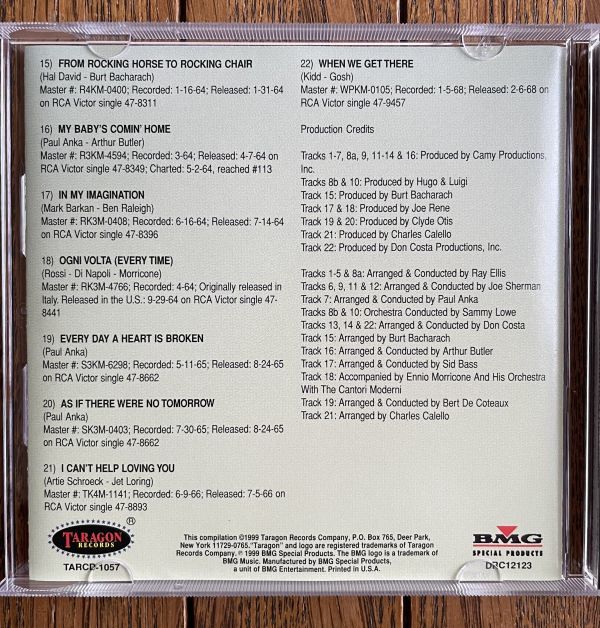 15) FROM ROCKING HORSE TO ROCKING CHAIR
(Hal David - Burt Bacharach)
Master #: R4KM-0400; Recorded: 1-16-64; Released: 1-31-64
on RCA Victor single 47-8311
16) MY BABY'S COMIN' HOME
(Paul Anka - Arthur Butler)
Master #: R3KM-4594; Recorded: 3-64; Released: 4-7-64 on
RCA Victor single 47-8349; Charted: 5-2-64, reached #113
17) IN MY IMAGINATION
(Mark Barkan - Ben Raleigh)
Master #: RK3M-0408; Recorded: 6-16-64; Released: 7-14-64
on RCA Victor single 47-8396
18) OGNI VOLTA (EVERY TIME)
(Rossi - Di Napoli - Morricone)
Master #: RK3M-4766; Recorded: 4-64; Originally released in
Italy. Released in the U.S.: 9-29-64 on RCA Victor single 47-
8441
19) EVERY DAY A HEART IS BROKEN
(Paul Anka)
Master #: S3KM-6298; Recorded: 5-11-65; Released: 8-24-65
on RCA Victor single 47-8662
20) AS IF THERE WERE NO TOMORROW
(Paul Anka)
Master #: SK3M-0403; Recorded: 7-30-65; Released: 8-24-65
on RCA Victor single 47-8662
21) I CAN'T HELP LOVING YOU
(Artie Schroeck - Jet Loring)
Master #: TK4M-1141; Recorded: 6-9-66; Released: 7-5-66 on
RCA Victor single 47-8893
22) WHEN WE GET THERE
(Kidd - Gosh)
Master #: WPKM-0105; Recorded: 1-5-68; Released: 2-6-68 on
RCA Victor single 47-9457
Production Credits
Tracks 1-7, 8a, 9, 11-14 & 16: Produced by Camy Productions,
Inc.
Tracks 8b & 10: Produced by Hugo & Luigi
Track 15: Produced by Burt Bacharach
Track 17 & 18: Produced by Joe Rene
Track 19 & 20: Produced by Clyde Otis
Track 21: Produced by Charles Calello
Track 22: Produced by Don Costa Productions, Inc.
Tracks 1-5 & 8a: Arranged & Conducted by Ray Ellis
Tracks 6, 9, 11 & 12: Arranged & Conducted by Joe Sherman
Track 7: Arranged & Conducted by Paul Anka
Tracks 8b & 10: Orchestra Conducted by Sammy Lowe
Tracks 13, 14 & 22: Arranged & Conducted by Don Costa
Track 15: Arranged by Burt Bacharach
Track 16: Arranged & Conducted by Arthur Butler
Track 17: Arranged & Conducted by Sid Bass
Track 18: Accompanied by Ennio Morricone And His Orchestra
With The Cantori Moderni
Track 19: Arranged & Conducted by Bert De Coteaux
Track 21: Arranged by Charles Calello
TARAGON
RECORDS
®
TARCD-1057
This compilation ©1999 Taragon Records Company, P.O. Box 765, Deer Park,
New York 11729-0765. "Taragon" and logo are registered trademarks of Taragon
Records Company. ℗ 1999 BMG Special Products. The BMG logo is a trademark of
BMG Music. Manufactured by BMG Special Products,
a unit of BMG Entertainment. Printed in U.S.A.
BMG
SPECIAL PRODUCTS
DRC12123